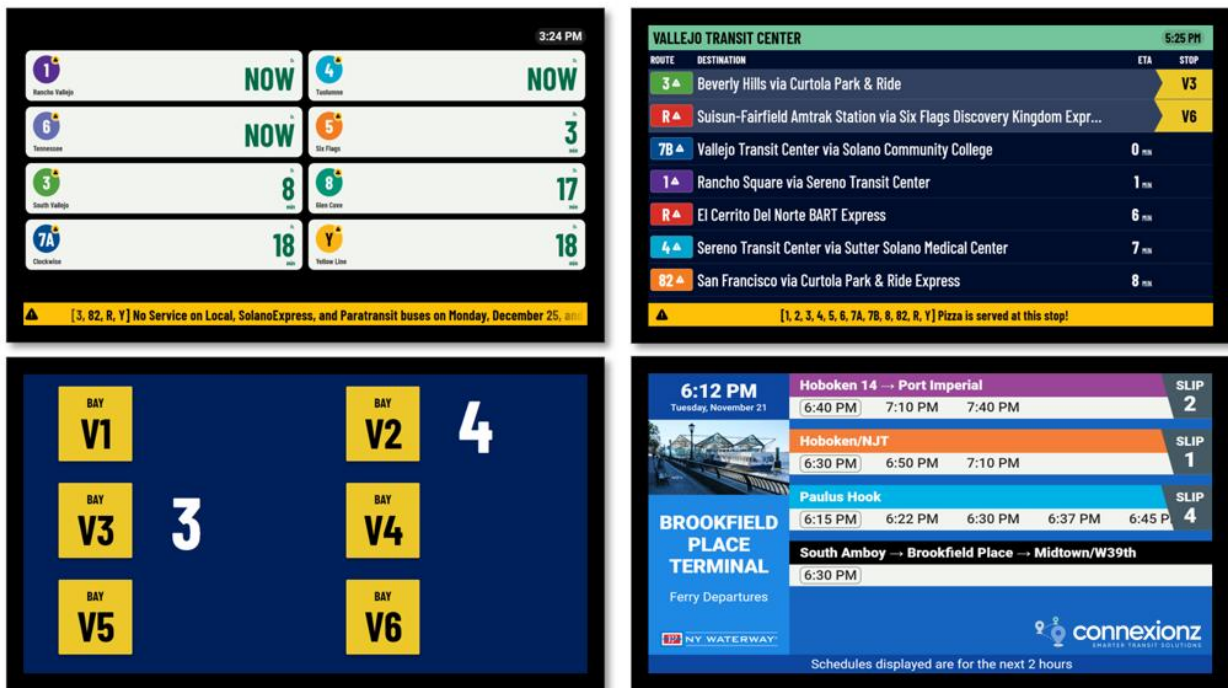 3:24 PM
1 NOW
Rancho Vallejo
4 NOW
Tuolumne
6 NOW
Tennessee
5 3 min
Six Flags
3 8 min
South Vallejo
8 17 min
Glen Cove
7A 18 min
Clockwise
Y 18 min
Yellow Line
[3, 82, R, Y] No Service on Local, SolanoExpress, and Paratransit buses on Monday, December 25, and
VALLEJO TRANSIT CENTER 5:25 PM
ROUTE DESTINATION ETA STOP
3 Beverly Hills via Curtola Park & Ride V3
R Suisun-Fairfield Amtrak Station via Six Flags Discovery Kingdom Expr... V6
7B Vallejo Transit Center via Solano Community College 0 MIN
1 Rancho Square via Sereno Transit Center 1 MIN
R El Cerrito Del Norte BART Express 6 MIN
4 Sereno Transit Center via Sutter Solano Medical Center 7 MIN
82 San Francisco via Curtola Park & Ride Express 8 MIN
[1, 2, 3, 4, 5, 6, 7A, 7B, 8, 82, R, Y] Pizza is served at this stop!
BAY
V1
BAY
V2 4
BAY
V3 3
BAY
V4
BAY
V5
BAY
V6
6:12 PM
Tuesday, November 21
BROOKFIELD
PLACE
TERMINAL
Ferry Departures
NY WATERWAY
Hoboken 14 → Port Imperial SLIP
6:40 PM 7:10 PM 7:40 PM 2
Hoboken/NJT SLIP
6:30 PM 6:50 PM 7:10 PM 1
Paulus Hook SLIP
6:15 PM 6:22 PM 6:30 PM 6:37 PM 6:45 P 4
South Amboy → Brookfield Place → Midtown/W39th
6:30 PM
connexionz
SMARTER TRANSIT SOLUTIONS
Schedules displayed are for the next 2 hours